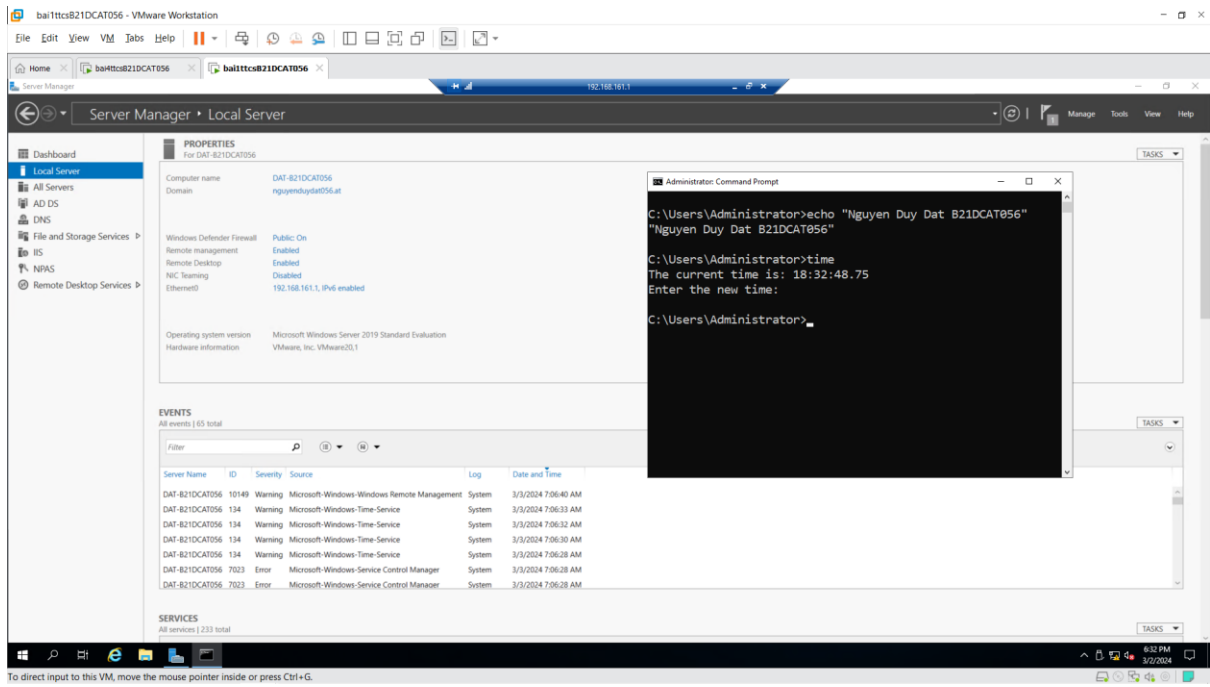 bai1ttcsB21DCAT056 - VMware Workstation
File Edit View VM Tabs Help
Home bai4ttcsB21DCAT056 bai1ttcsB21DCAT056
Server Manager 192.168.161.1
Server Manager ‣ Local Server Manage Tools View Help
Dashboard
Local Server
All Servers
AD DS
DNS
File and Storage Services
IIS
NPAS
Remote Desktop Services
PROPERTIES
For DAT-B21DCAT056
TASKS
Computer name DAT-B21DCAT056
Domain nguyenduydat056.at
Windows Defender Firewall Public: On
Remote management Enabled
Remote Desktop Enabled
NIC Teaming Disabled
Ethernet0 192.168.161.1, IPv6 enabled
Operating system version Microsoft Windows Server 2019 Standard Evaluation
Hardware information VMware, Inc. VMware20,1
Administrator: Command Prompt
C:\Users\Administrator>echo "Nguyen Duy Dat B21DCAT056"
"Nguyen Duy Dat B21DCAT056"
C:\Users\Administrator>time
The current time is: 18:32:48.75
Enter the new time:
C:\Users\Administrator>
EVENTS
All events | 65 total
TASKS
Filter
Server Name ID Severity Source Log Date and Time
DAT-B21DCAT056 10149 Warning Microsoft-Windows-Windows Remote Management System 3/3/2024 7:06:40 AM
DAT-B21DCAT056 134 Warning Microsoft-Windows-Time-Service System 3/3/2024 7:06:33 AM
DAT-B21DCAT056 134 Warning Microsoft-Windows-Time-Service System 3/3/2024 7:06:32 AM
DAT-B21DCAT056 134 Warning Microsoft-Windows-Time-Service System 3/3/2024 7:06:30 AM
DAT-B21DCAT056 134 Warning Microsoft-Windows-Time-Service System 3/3/2024 7:06:28 AM
DAT-B21DCAT056 7023 Error Microsoft-Windows-Service Control Manager System 3/3/2024 7:06:28 AM
DAT-B21DCAT056 7023 Error Microsoft-Windows-Service Control Manager System 3/3/2024 7:06:28 AM
SERVICES
All services | 233 total
TASKS
6:32 PM
3/2/2024
To direct input to this VM, move the mouse pointer inside or press Ctrl+G.